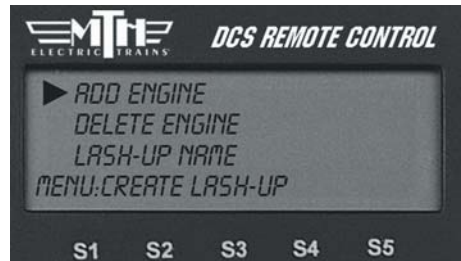 MTH
ELECTRIC TRAINS
DCS REMOTE CONTROL
ADD ENGINE
DELETE ENGINE
LASH-UP NAME
MENU:CREATE LASH-UP
S1 S2 S3 S4 S5